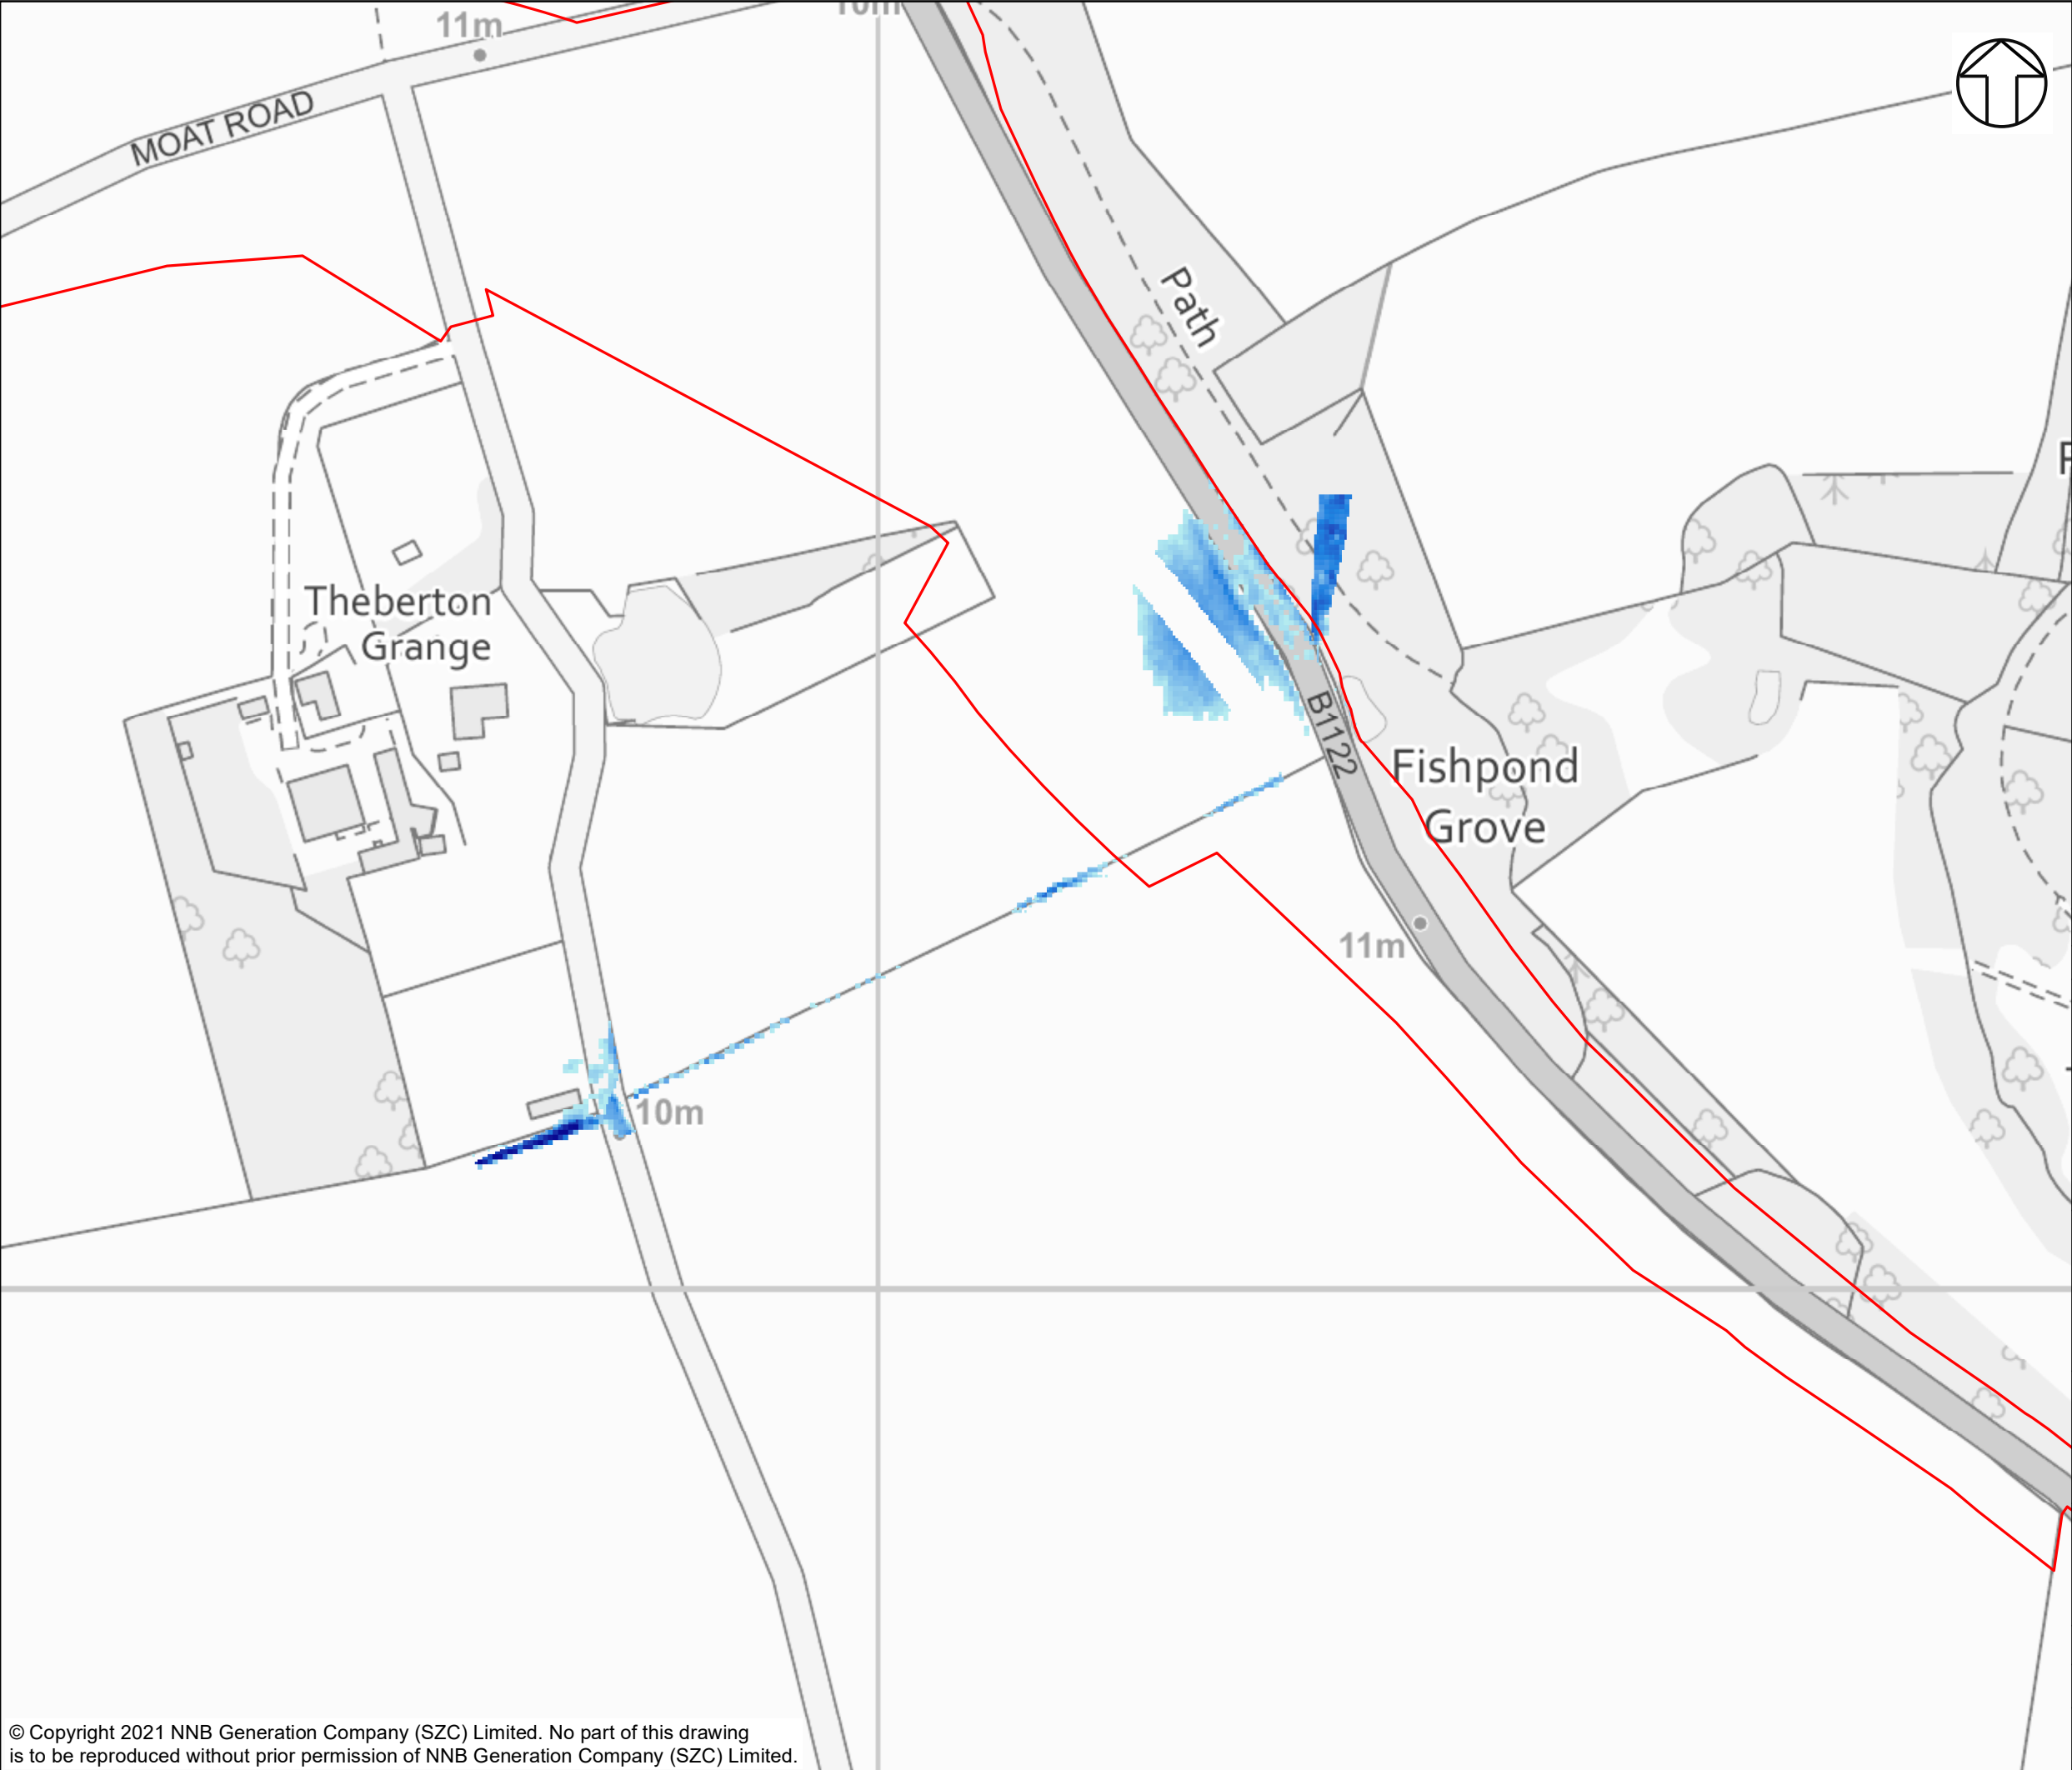 11m
10m
MOAT ROAD
Path
Theberton
Grange
B1122
Fishpond
Grove
11m
10m
© Copyright 2021 NNB Generation Company (SZC) Limited. No part of this drawing
is to be reproduced without prior permission of NNB Generation Company (SZC) Limited.